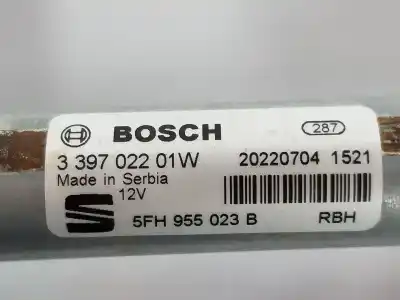 BOSCH 287
3 397 022 01W 20220704 1521
Made in Serbia
12V
5FH 955 023 B RBH